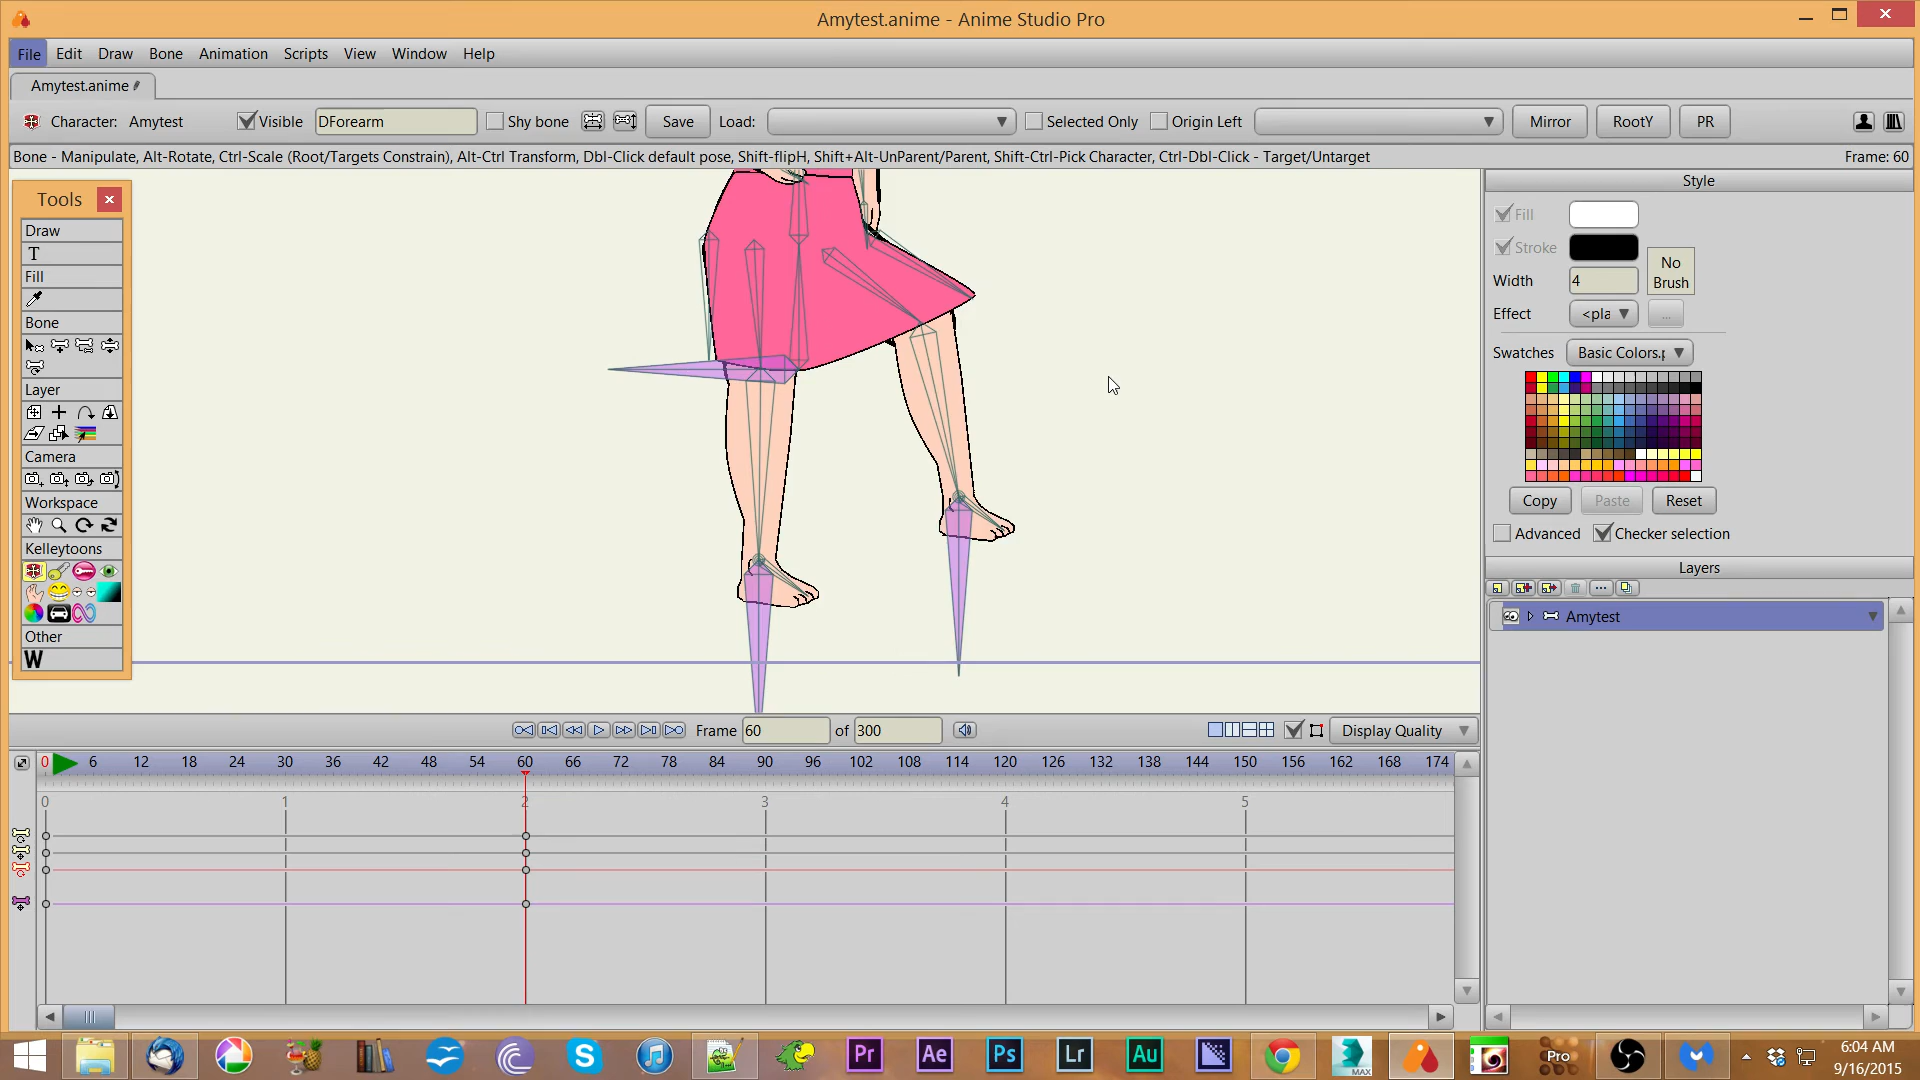 Amytest.anime - Anime Studio Pro
File Edit Draw Bone Animation Scripts View Window Help
Amytest.anime
Character: Amytest Visible DForearm Shy bone Save Load: Selected Only Origin Left Mirror RootY PR
Bone - Manipulate, Alt-Rotate, Ctrl-Scale (Root/Targets Constrain), Alt-Ctrl Transform, Dbl-Click default pose, Shift-flipH, Shift+Alt-UnParent/Parent, Shift-Ctrl-Pick Character, Ctrl-Dbl-Click - Target/Untarget Frame: 60
Tools
Draw
T
Fill
Bone
Layer
Camera
Workspace
Kelleytoons
Other
W
Style
Fill
Stroke
No
Brush
Width 4
Effect <pla ...
Swatches Basic Colors.p
Copy Paste Reset
Advanced Checker selection
Layers
Amytest
Frame 60 of 300 Display Quality
0 6 12 18 24 30 36 42 48 54 60 66 72 78 84 90 96 102 108 114 120 126 132 138 144 150 156 162 168 174
0 1 2 3 4 5
Pr Ae Ps Lr Au MAX Pro
6:04 AM
9/16/2015